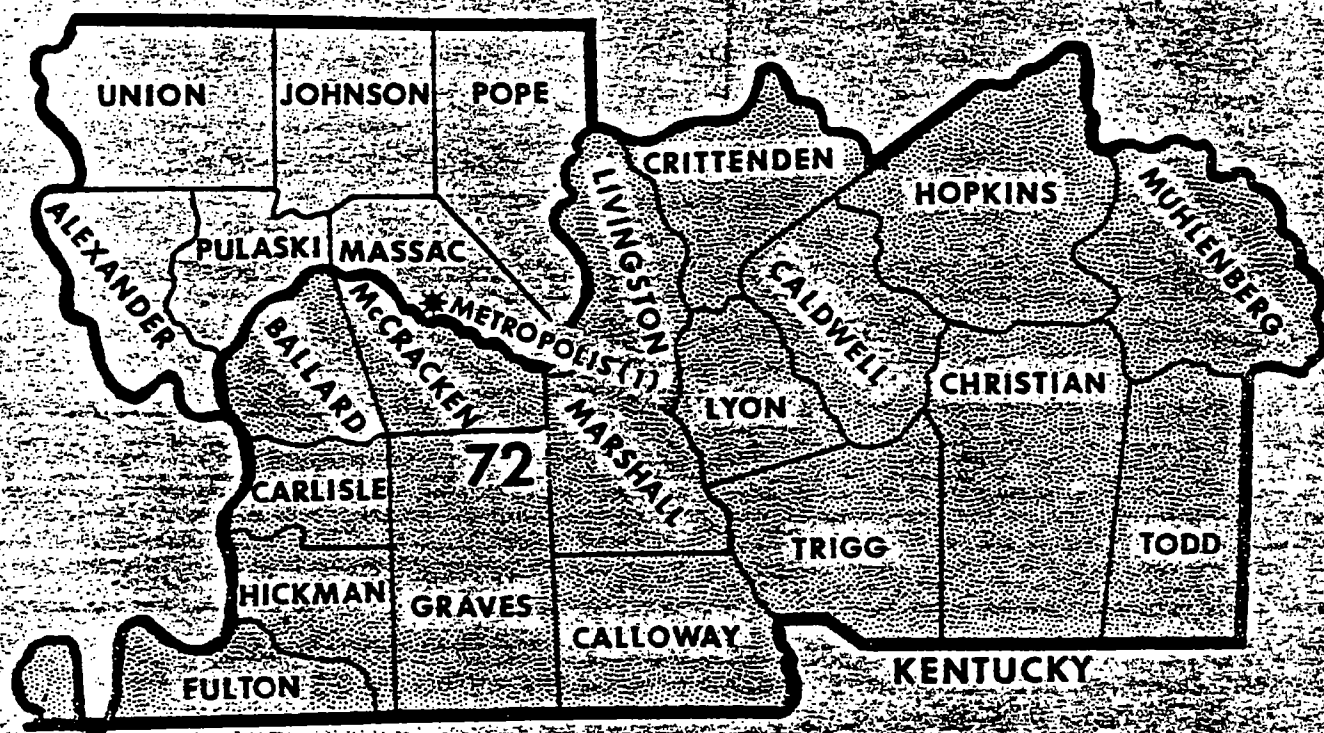 UNION
JOHNSON
POPE
CRITTENDEN
HOPKINS
MUHLENBERG
LIVINGSTON
ALEXANDER
PULASKI
MASSAC
METROPOLIS (1)
McCRACKEN
BALLARD
CALDWELL
CHRISTIAN
LYON
MARSHALL
72
CARLISLE
TRIGG
TODD
HICKMAN
GRAVES
CALLOWAY
KENTUCKY
FULTON